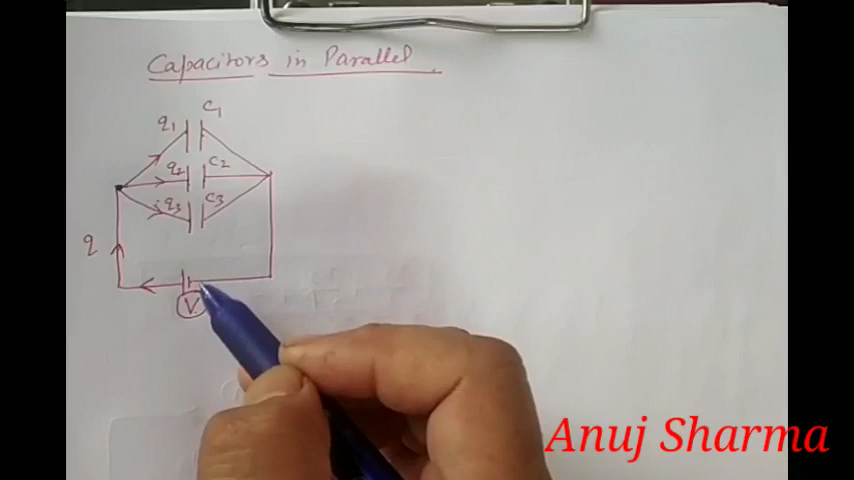 Capacitors in Parallel
C1
q1
q2 C2
q3 C3
q
V
Anuj Sharma